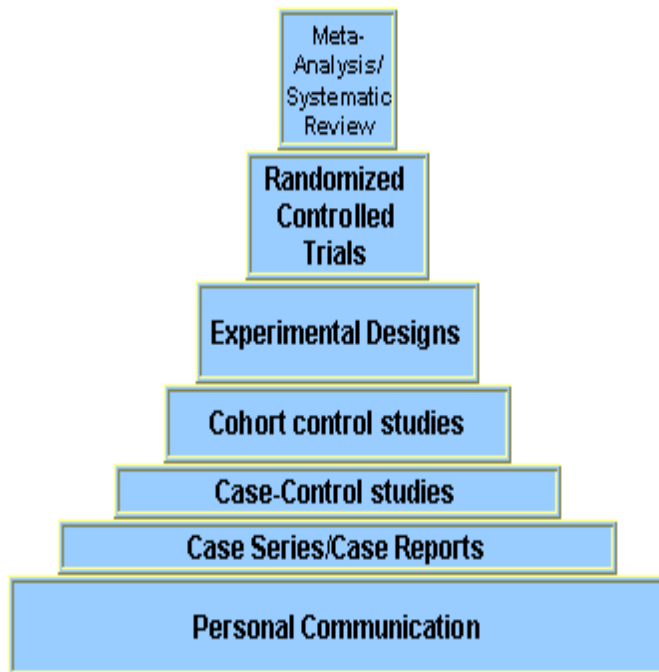 Meta-
Analysis/
Systematic
Review
Randomized
Controlled
Trials
Experimental Designs
Cohort control studies
Case-Control studies
Case Series/Case Reports
Personal Communication